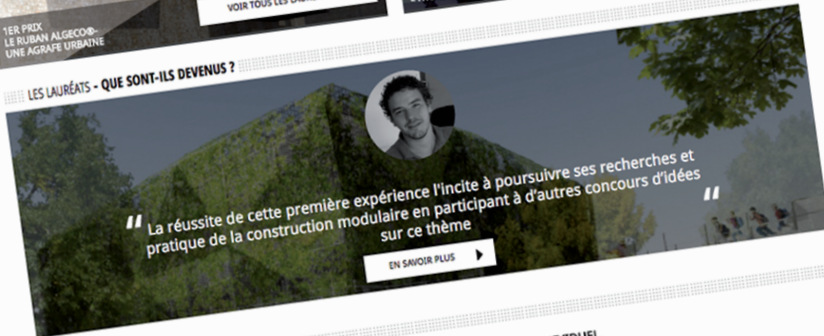 VOIR TOUS LES
1ER PRIX
LE RUBAN ALGECO®-
UNE AGRAFE URBAINE
LES LAURÉATS - QUE SONT-ILS DEVENUS ?
“ La réussite de cette première expérience l'incite à poursuivre ses recherches et
pratique de la construction modulaire en participant à d'autres concours d'idées
sur ce thème ”
EN SAVOIR PLUS